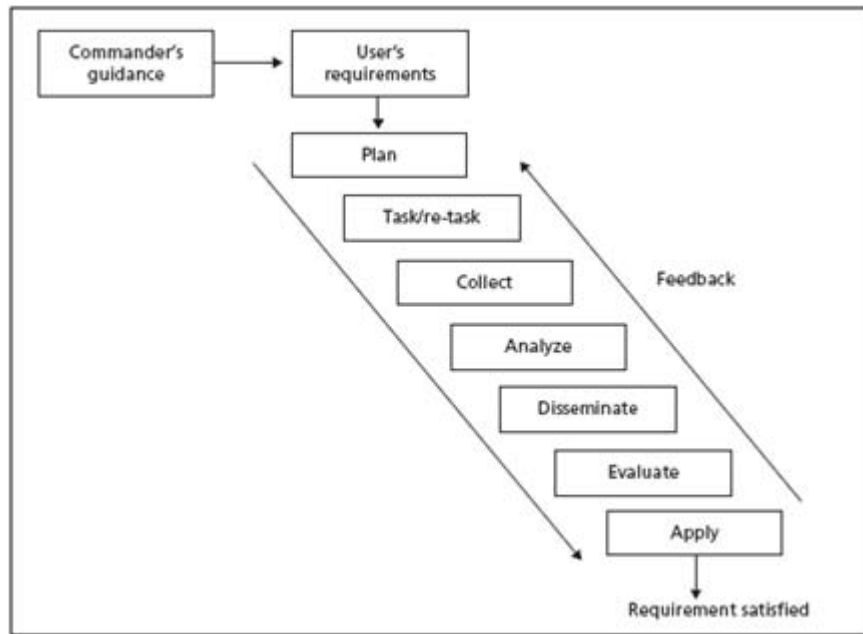 Commander's
guidance
User's
requirements
Plan
Task/re-task
Collect
Feedback
Analyze
Disseminate
Evaluate
Apply
Requirement satisfied